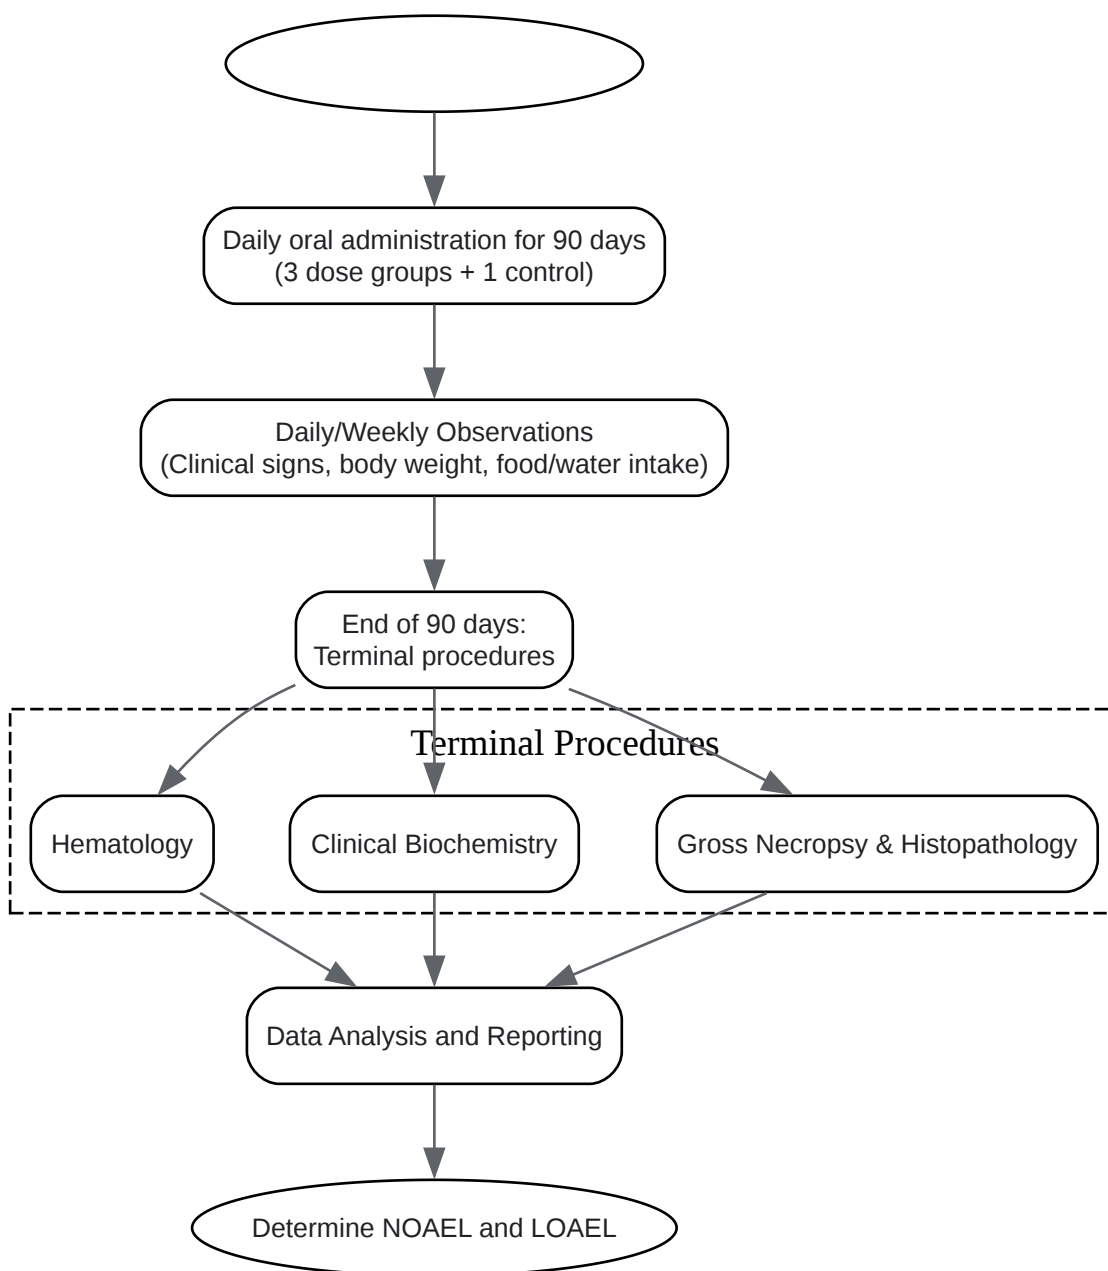 Daily oral administration for 90 days
(3 dose groups + 1 control)
Daily/Weekly Observations
(Clinical signs, body weight, food/water intake)
End of 90 days:
Terminal procedures
Terminal Procedures
Hematology
Clinical Biochemistry
Gross Necropsy & Histopathology
Data Analysis and Reporting
Determine NOAEL and LOAEL